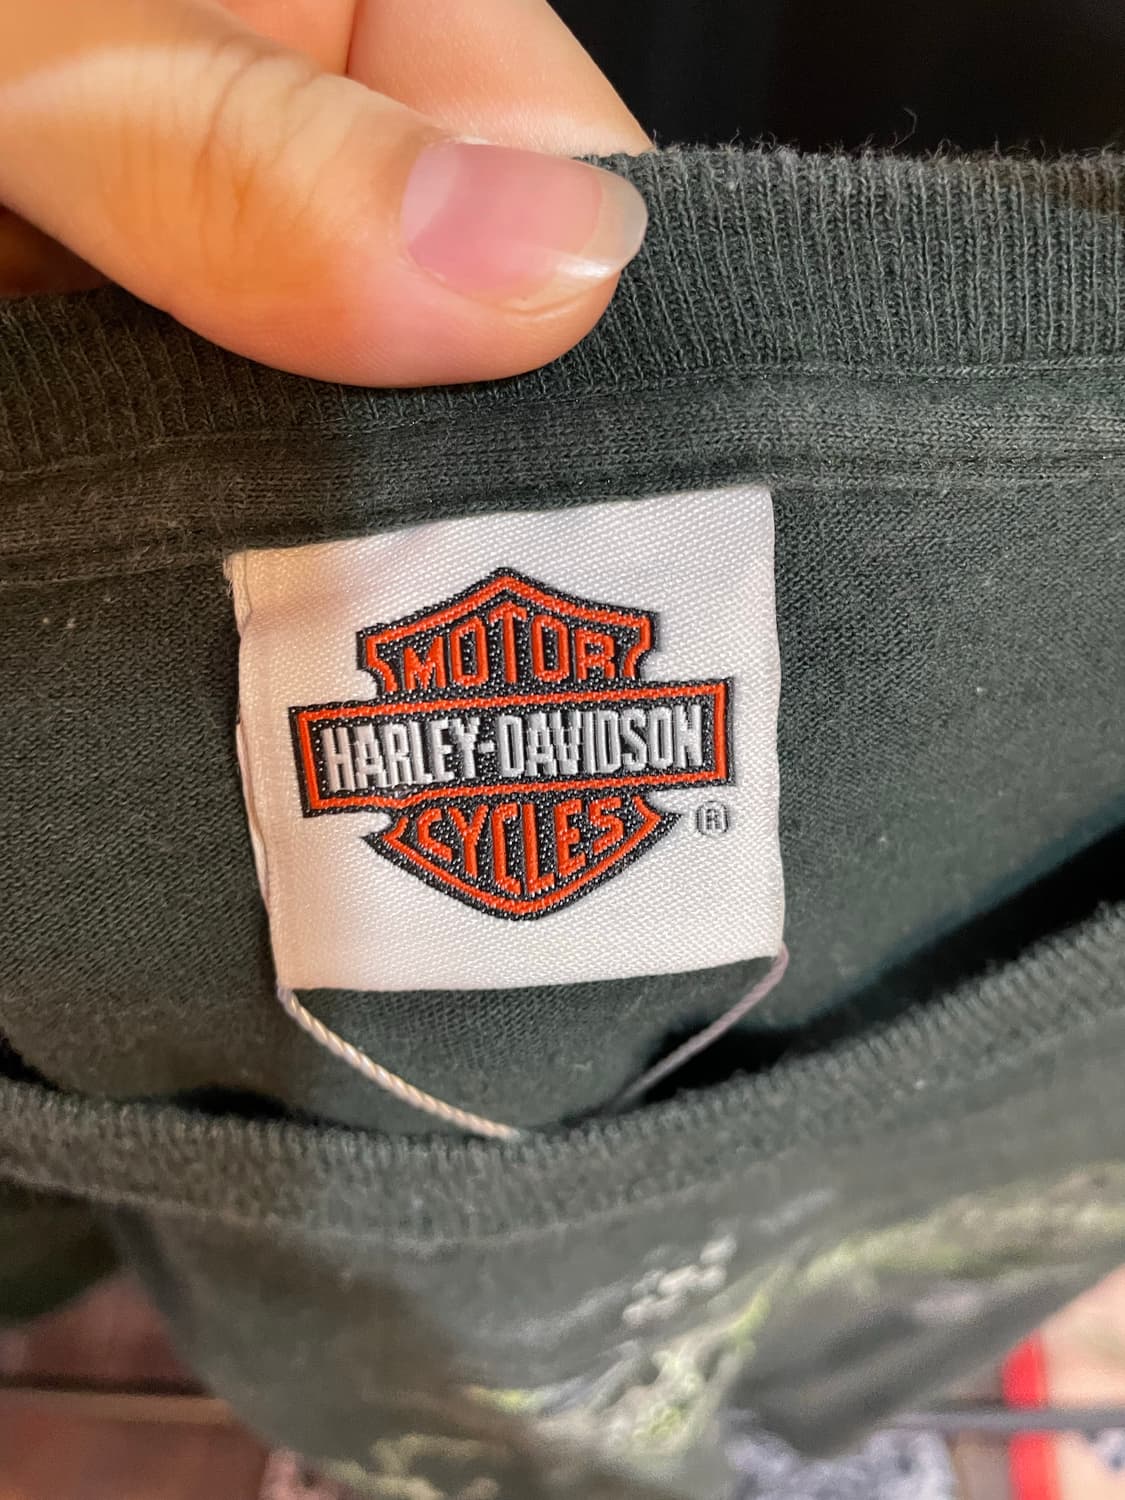 MOTOR
HARLEY-DAVIDSON
CYCLES
®